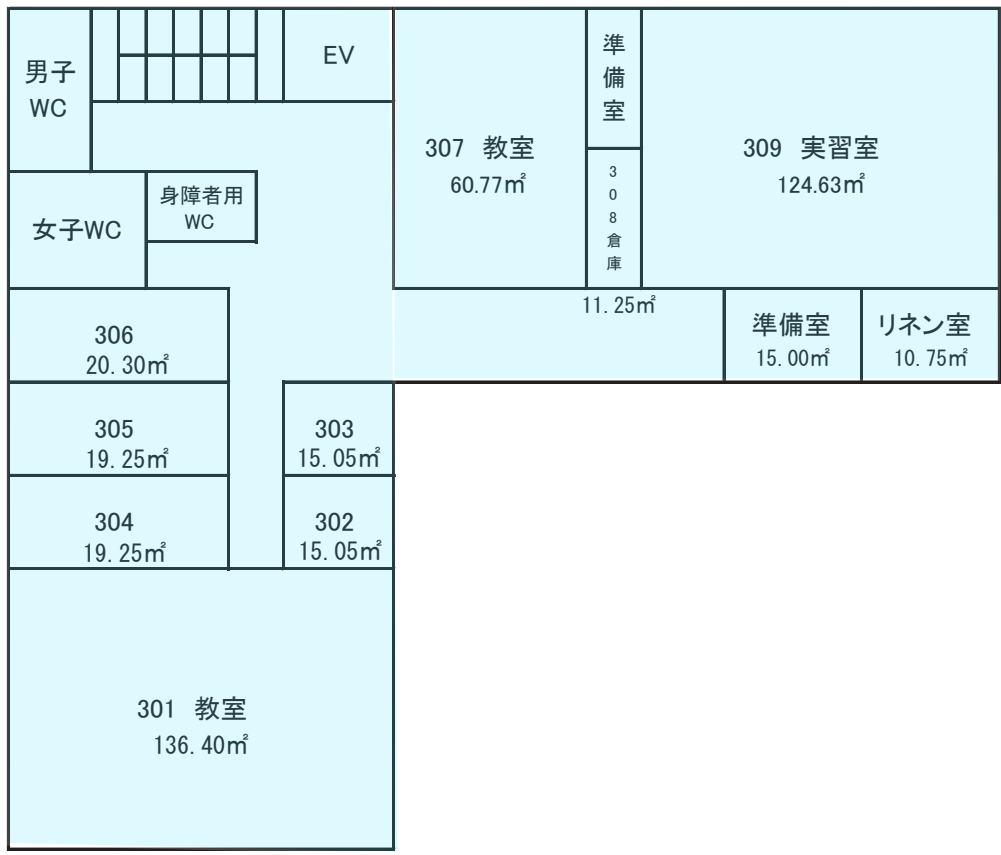 男子
WC
EV
準
備
室
307 教室
60.77㎡
309 実習室
124.63㎡
女子WC
身障者用
WC
3
0
8
倉
庫
11.25㎡
準備室
15.00㎡
リネン室
10.75㎡
306
20.30㎡
305
19.25㎡
303
15.05㎡
304
19.25㎡
302
15.05㎡
301 教室
136.40㎡